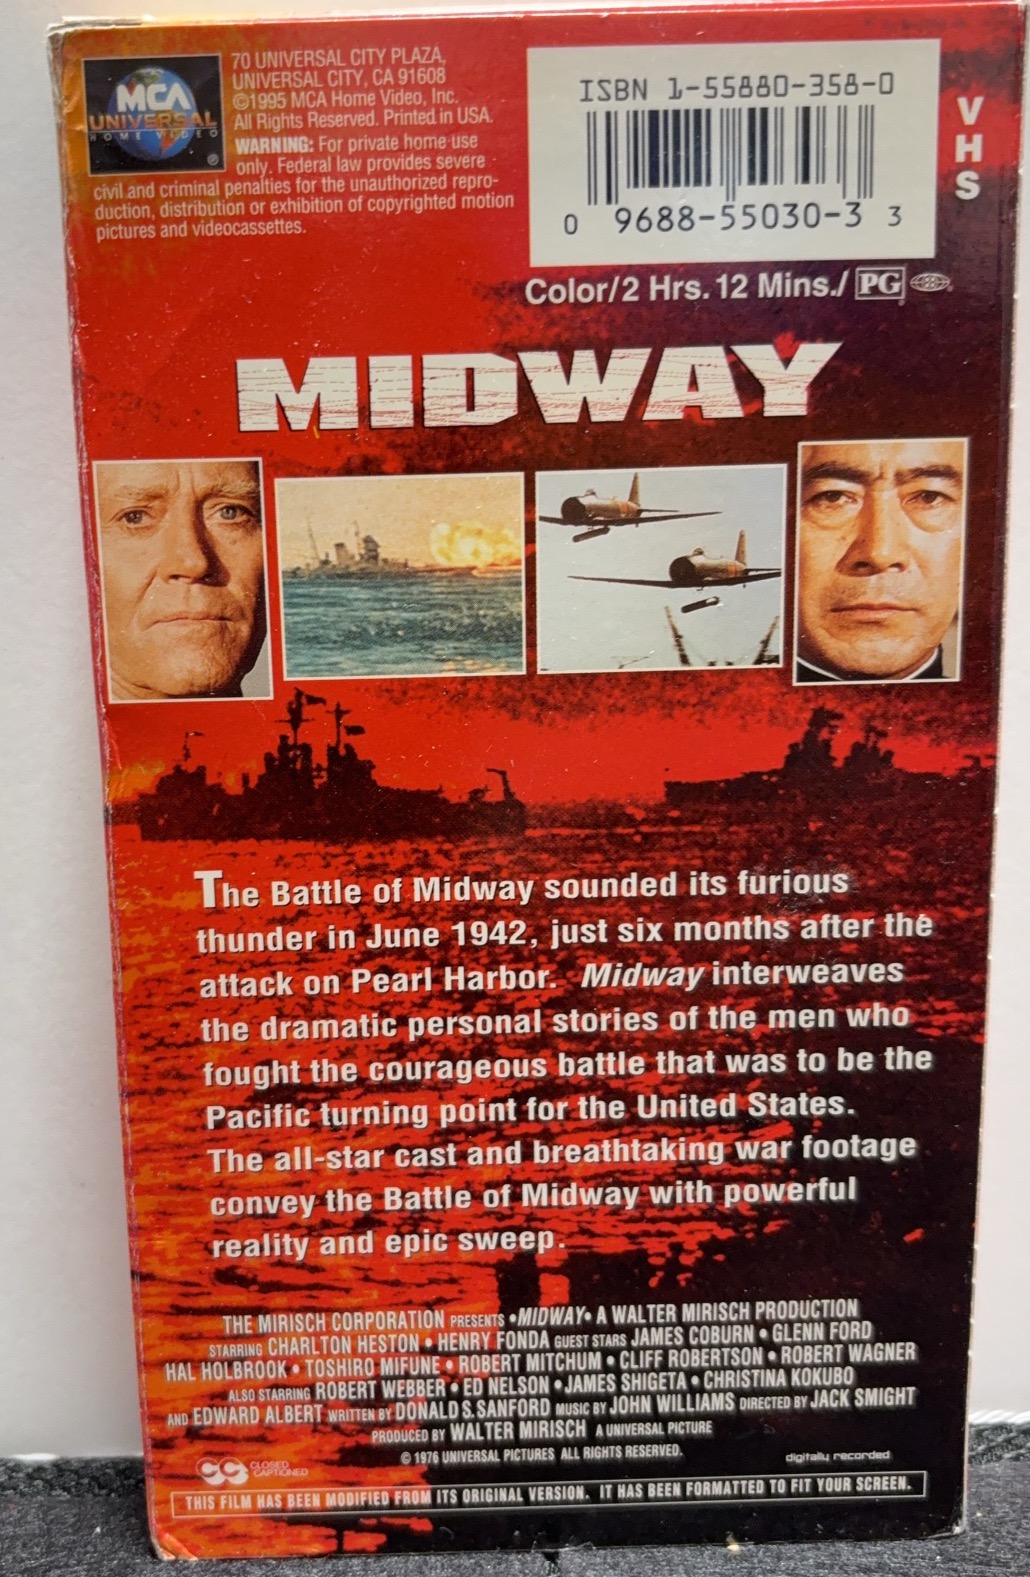 MCA
UNIVERSAL
HOME VIDEO
®
70 UNIVERSAL CITY PLAZA,
UNIVERSAL CITY, CA 91608
©1995 MCA Home Video, Inc.
All Rights Reserved. Printed in USA.
WARNING: For private home use
only. Federal law provides severe
civil and criminal penalties for the unauthorized repro-
duction, distribution or exhibition of copyrighted motion
pictures and videocassettes.
ISBN 1-55880-358-0
0 9688-55030-3 3
VHS
Color/2 Hrs. 12 Mins./ PG
MIDWAY
The Battle of Midway sounded its furious
thunder in June 1942, just six months after the
attack on Pearl Harbor. Midway interweaves
the dramatic personal stories of the men who
fought the courageous battle that was to be the
Pacific turning point for the United States.
The all-star cast and breathtaking war footage
convey the Battle of Midway with powerful
reality and epic sweep.
THE MIRISCH CORPORATION PRESENTS •MIDWAY• A WALTER MIRISCH PRODUCTION
STARRING CHARLTON HESTON • HENRY FONDA GUEST STARS JAMES COBURN • GLENN FORD
HAL HOLBROOK • TOSHIRO MIFUNE • ROBERT MITCHUM • CLIFF ROBERTSON • ROBERT WAGNER
ALSO STARRING ROBERT WEBBER • ED NELSON • JAMES SHIGETA • CHRISTINA KOKUBO
AND EDWARD ALBERT WRITTEN BY DONALD S. SANFORD MUSIC BY JOHN WILLIAMS DIRECTED BY JACK SMIGHT
PRODUCED BY WALTER MIRISCH A UNIVERSAL PICTURE
© 1976 UNIVERSAL PICTURES ALL RIGHTS RESERVED.
CC CLOSED CAPTIONED
digitally recorded
THIS FILM HAS BEEN MODIFIED FROM ITS ORIGINAL VERSION. IT HAS BEEN FORMATTED TO FIT YOUR SCREEN.